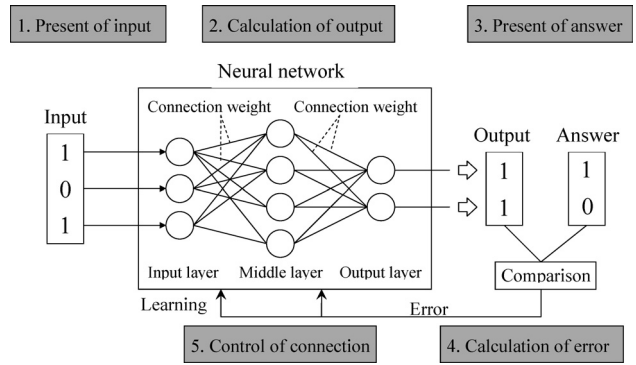 1. Present of input
2. Calculation of output
3. Present of answer
Neural network
Connection weight
Connection weight
Input
1
0
1
Output
1
1
Answer
1
0
Input layer
Middle layer
Output layer
Comparison
Learning
Error
5. Control of connection
4. Calculation of error